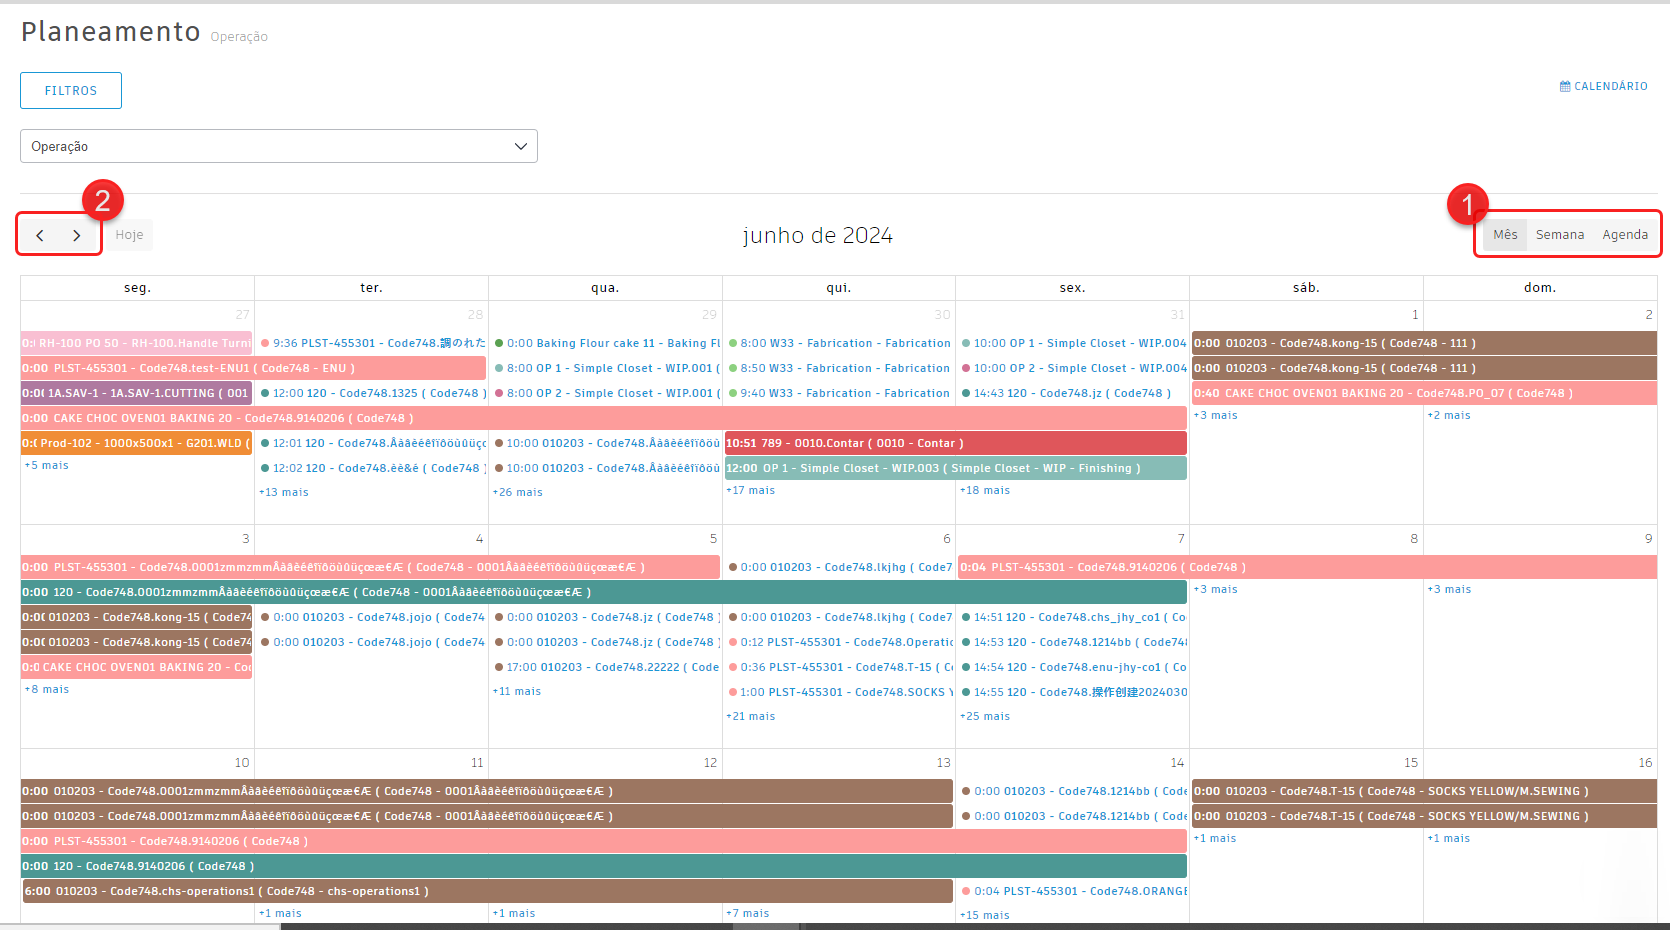 Planeamento Operação
FILTROS
CALENDÁRIO
Operação
2
1
Hoje
junho de 2024
Mês Semana Agenda
seg. ter. qua. qui. sex. sáb. dom.
27 28 29 30 31 1 2
0:0 RH-100 PO 50 - RH-100.Handle Turni
9:36 PLST-455301 - Code748.調のれた
0:00 Baking Flour cake 11 - Baking Fl
8:00 W33 - Fabrication - Fabrication
10:00 OP 1 - Simple Closet - WIP.004
0:00 010203 - Code748.kong-15 ( Code748 - 111 )
0:00 PLST-455301 - Code748.test-ENU1 ( Code748 - ENU )
8:00 OP 1 - Simple Closet - WIP.001 (
8:50 W33 - Fabrication - Fabrication
10:00 OP 2 - Simple Closet - WIP.004
0:00 010203 - Code748.kong-15 ( Code748 - 111 )
0:00 1A.SAV-1 - 1A.SAV-1.CUTTING ( 001
12:00 120 - Code748.1325 ( Code748 )
8:00 OP 2 - Simple Closet - WIP.001 (
9:40 W33 - Fabrication - Fabrication
14:43 Code748.jz ( Code748 )
0:40 CAKE CHOC OVEN01 BAKING 20 - Code748.PO_07 ( Code748 )
0:00 CAKE CHOC OVEN01 BAKING 20 - Code748.9140206 ( Code748 )
+3 mais
+2 mais
0:0 Prod-102 - 1000x500x1 - G201.WLD (
12:01 120 - Code748.Âàâèéêîïôöùûüç
10:00 010203 - Code748.Âàâèéêîïôöù
10:51 789 - 0010.Contar ( 0010 - Contar )
+5 mais
12:02 120 - Code748.èè&é ( Code748 )
10:00 010203 - Code748.Âàâèéêîïôöù
12:00 OP 1 - Simple Closet - WIP.003 ( Simple Closet - WIP - Finishing )
+13 mais
+26 mais
+17 mais
+18 mais
3 4 5 6 7 8 9
0:00 PLST-455301 - Code748.0001zmmzmmÂàâèéêîïôöùûüçœæ€Æ ( Code748 - 0001Âàâèéêîïôöùûüçœæ€Æ )
0:00 010203 - Code748.lkjhg ( Code7
0:04 PLST-455301 - Code748.9140206 ( Code748 )
0:00 120 - Code748.0001zmmzmmÂàâèéêîïôöùûüçœæ€Æ ( Code748 - 0001Âàâèéêîïôöùûüçœæ€Æ )
+3 mais
+3 mais
0:00 010203 - Code748.kong-15 ( Code74
0:00 010203 - Code748.jojo ( Code74
0:00 010203 - Code748.jz ( Code748 )
0:00 010203 - Code748.lkjhg ( Code7
14:51 120 - Code748.chs_jhy_co1 ( Co
0:00 010203 - Code748.kong-15 ( Code74
0:00 010203 - Code748.jojo ( Code74
0:00 010203 - Code748.jz ( Code748 )
0:12 PLST-455301 - Code748.Operatio
14:53 120 - Code748.1214bb ( Code748
0:0 CAKE CHOC OVEN01 BAKING 20 - Cod
17:00 010203 - Code748.22222 ( Code
0:36 PLST-455301 - Code748.T-15 ( Co
14:54 120 - Code748.enu-jhy-co1 ( Co
+8 mais
+11 mais
1:00 PLST-455301 - Code748.SOCKS Y
14:55 120 - Code748.操作创建2024030
+21 mais
+25 mais
10 11 12 13 14 15 16
0:00 010203 - Code748.0001zmmzmmÂàâèéêîïôöùûüçœæ€Æ ( Code748 - 0001Âàâèéêîïôöùûüçœæ€Æ )
0:00 010203 - Code748.1214bb ( Code
0:00 010203 - Code748.T-15 ( Code748 - SOCKS YELLOW/M.SEWING )
0:00 010203 - Code748.0001zmmzmmÂàâèéêîïôöùûüçœæ€Æ ( Code748 - 0001Âàâèéêîïôöùûüçœæ€Æ )
0:00 010203 - Code748.1214bb ( Code
0:00 010203 - Code748.T-15 ( Code748 - SOCKS YELLOW/M.SEWING )
0:00 PLST-455301 - Code748.9140206 ( Code748 )
+1 mais
+1 mais
0:00 120 - Code748.9140206 ( Code748 )
6:00 010203 - Code748.chs-operations1 ( Code748 - chs-operations1 )
0:04 PLST-455301 - Code748.ORANGE
+1 mais
+1 mais
+7 mais
+15 mais